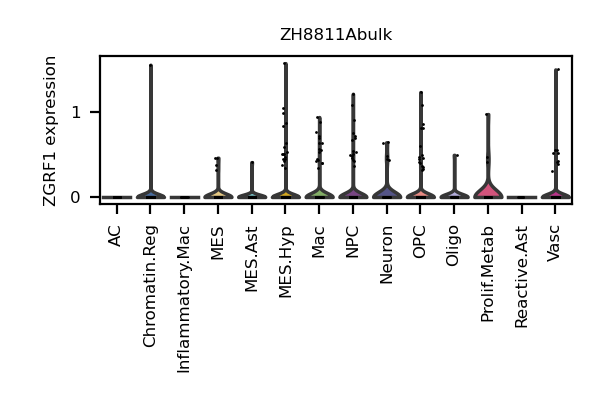 ZH8811Abulk
ZGRF1 expression
1
0
AC
Chromatin.Reg
Inflammatory.Mac
MES
MES.Ast
MES.Hyp
Mac
NPC
Neuron
OPC
Oligo
Prolif.Metab
Reactive.Ast
Vasc